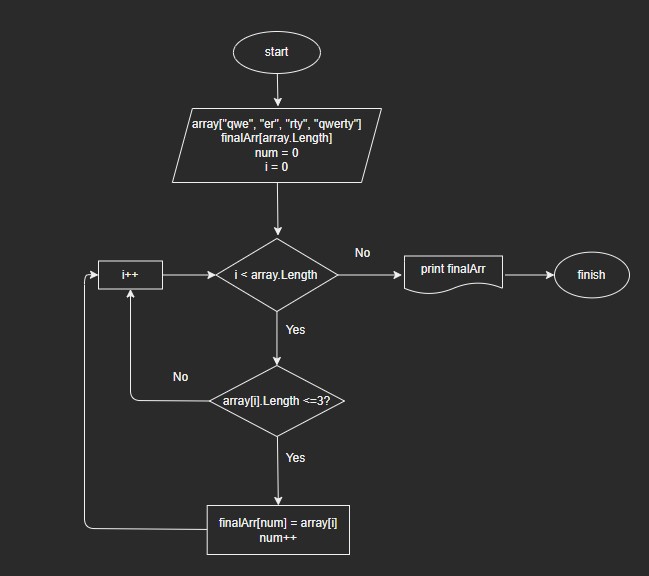 start
array["qwe", "er", "rty", "qwerty"]
finalArr[array.Length]
num = 0
i = 0
No
i++
i < array.Length
print finalArr
finish
Yes
No
array[i].Length <=3?
Yes
finalArr[num] = array[i]
num++